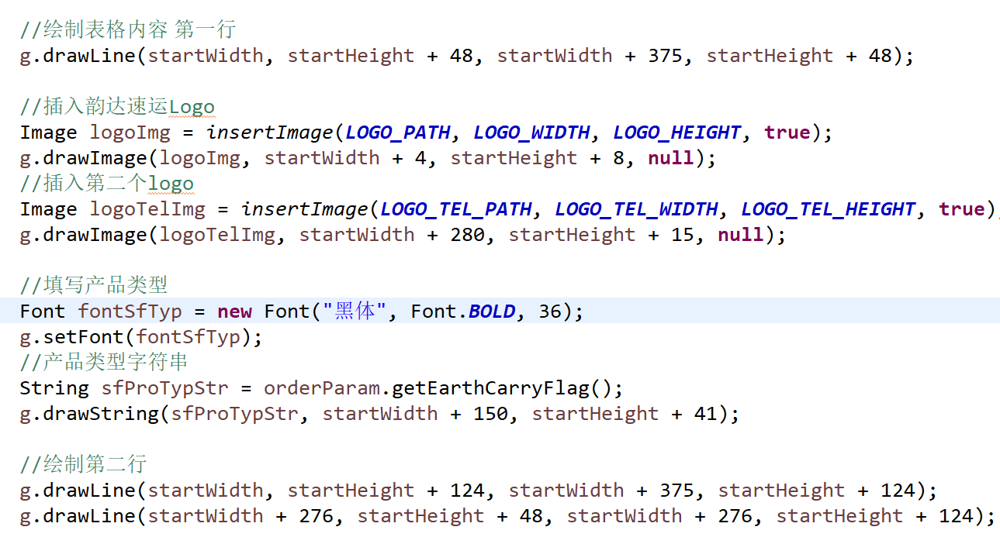 //绘制表格内容 第一行
g.drawLine(startWidth, startHeight + 48, startWidth + 375, startHeight + 48);
//插入韵达速运Logo
Image logoImg = insertImage(LOGO_PATH, LOGO_WIDTH, LOGO_HEIGHT, true);
g.drawImage(logoImg, startWidth + 4, startHeight + 8, null);
//插入第二个logo
Image logoTelImg = insertImage(LOGO_TEL_PATH, LOGO_TEL_WIDTH, LOGO_TEL_HEIGHT, true);
g.drawImage(logoTelImg, startWidth + 280, startHeight + 15, null);
//填写产品类型
Font fontSfTyp = new Font("黑体", Font.BOLD, 36);
g.setFont(fontSfTyp);
//产品类型字符串
String sfProTypStr = orderParam.getEarthCarryFlag();
g.drawString(sfProTypStr, startWidth + 150, startHeight + 41);
//绘制第二行
g.drawLine(startWidth, startHeight + 124, startWidth + 375, startHeight + 124);
g.drawLine(startWidth + 276, startHeight + 48, startWidth + 276, startHeight + 124);